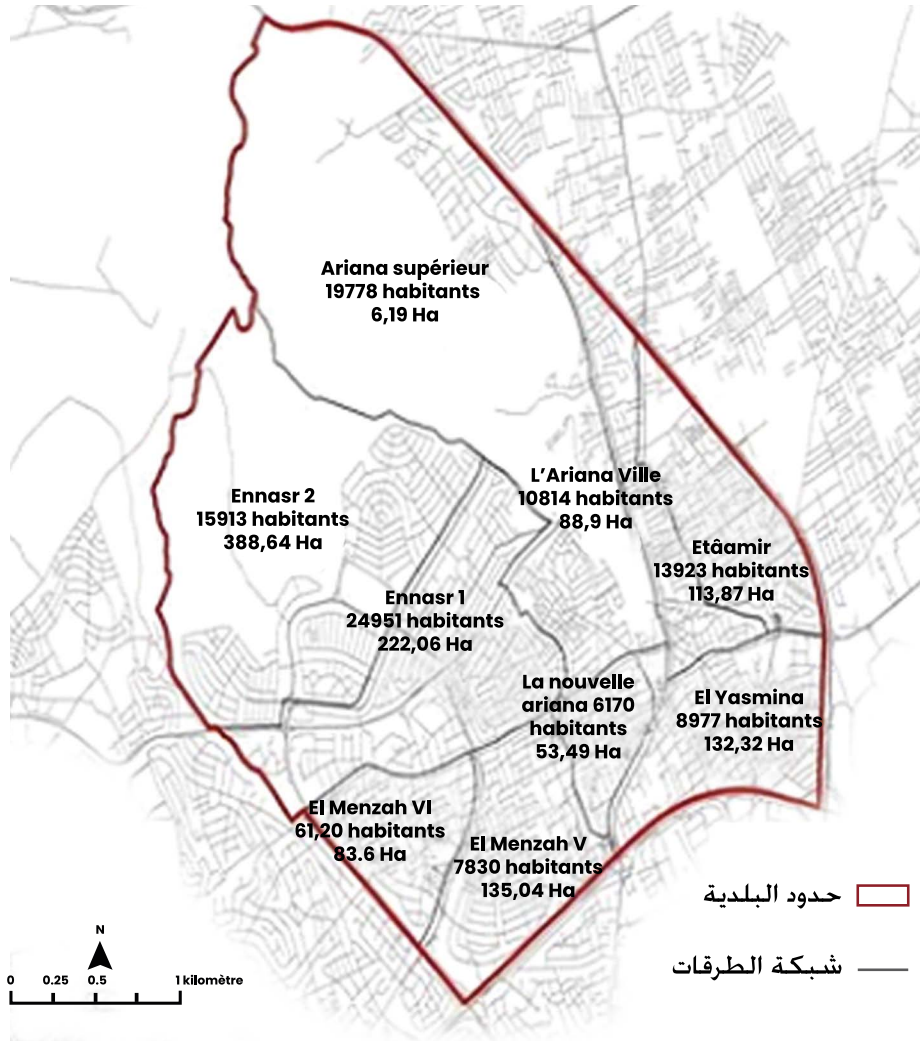 Ariana supérieur
19778 habitants
6,19 Ha
L'Ariana Ville
10814 habitants
88,9 Ha
Ennasr 2
15913 habitants
388,64 Ha
Etâamir
13923 habitants
113,87 Ha
Ennasr 1
24951 habitants
222,06 Ha
La nouvelle
ariana 6170
habitants
53,49 Ha
El Yasmina
8977 habitants
132,32 Ha
El Menzah VI
61,20 habitants
83.6 Ha
El Menzah V
7830 habitants
135,04 Ha
حدود البلدية
شبكة الطرقات
N
0 0.25 0.5 1 kilomètre